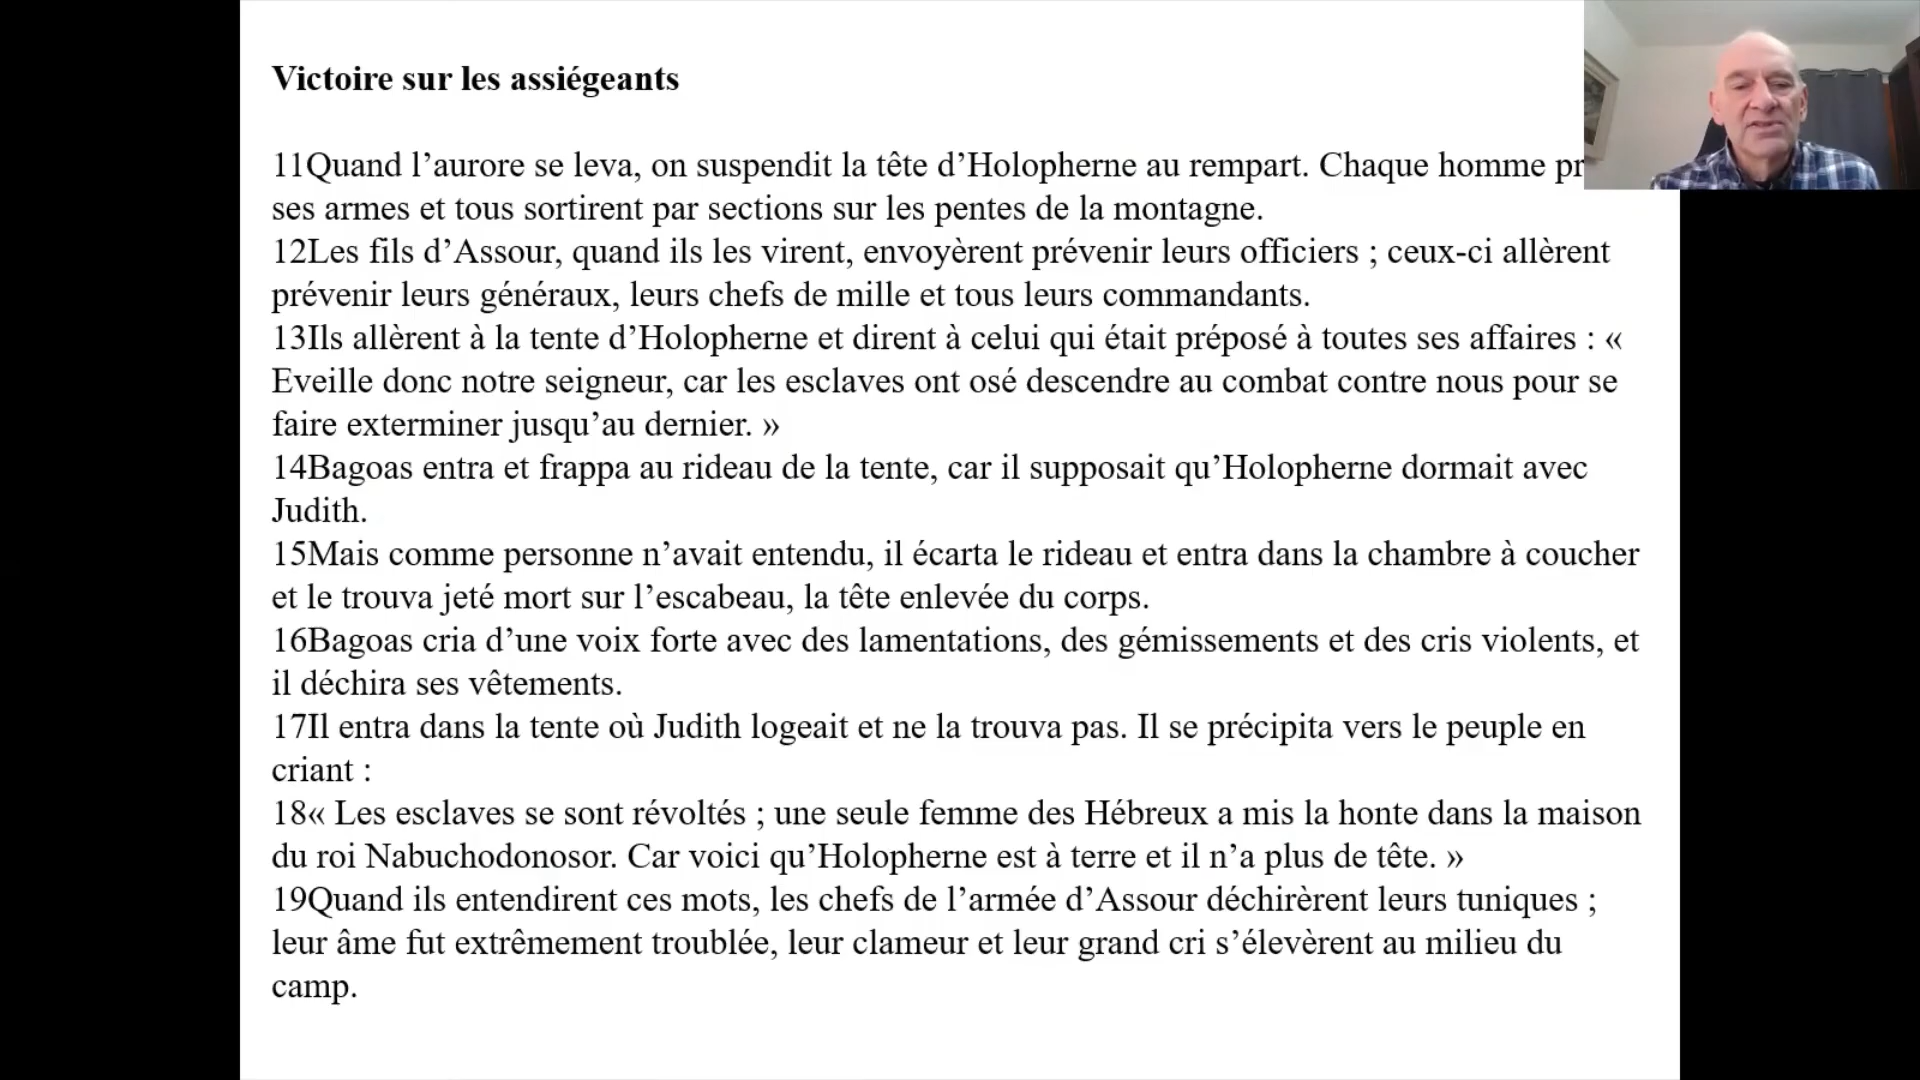 Victoire sur les assiégeants
11Quand l’aurore se leva, on suspendit la tête d’Holopherne au rempart. Chaque homme
ses armes et tous sortirent par sections sur les pentes de la montagne.
12Les fils d’Assour, quand ils les virent, envoyèrent prévenir leurs officiers ; ceux-ci allèrent
prévenir leurs généraux, leurs chefs de mille et tous leurs commandants.
13Ils allèrent à la tente d’Holopherne et dirent à celui qui était préposé à toutes ses affaires : «
Eveille donc notre seigneur, car les esclaves ont osé descendre au combat contre nous pour se
faire exterminer jusqu’au dernier. »
14Bagoas entra et frappa au rideau de la tente, car il supposait qu’Holopherne dormait avec
Judith.
15Mais comme personne n’avait entendu, il écarta le rideau et entra dans la chambre à coucher
et le trouva jeté mort sur l’escabeau, la tête enlevée du corps.
16Bagoas cria d’une voix forte avec des lamentations, des gémissements et des cris violents, et
il déchira ses vêtements.
17Il entra dans la tente où Judith logeait et ne la trouva pas. Il se précipita vers le peuple en
criant :
18« Les esclaves se sont révoltés ; une seule femme des Hébreux a mis la honte dans la maison
du roi Nabuchodonosor. Car voici qu’Holopherne est à terre et il n’a plus de tête. »
19Quand ils entendirent ces mots, les chefs de l’armée d’Assour déchirèrent leurs tuniques ;
leur âme fut extrêmement troublée, leur clameur et leur grand cri s’élevèrent au milieu du
camp.